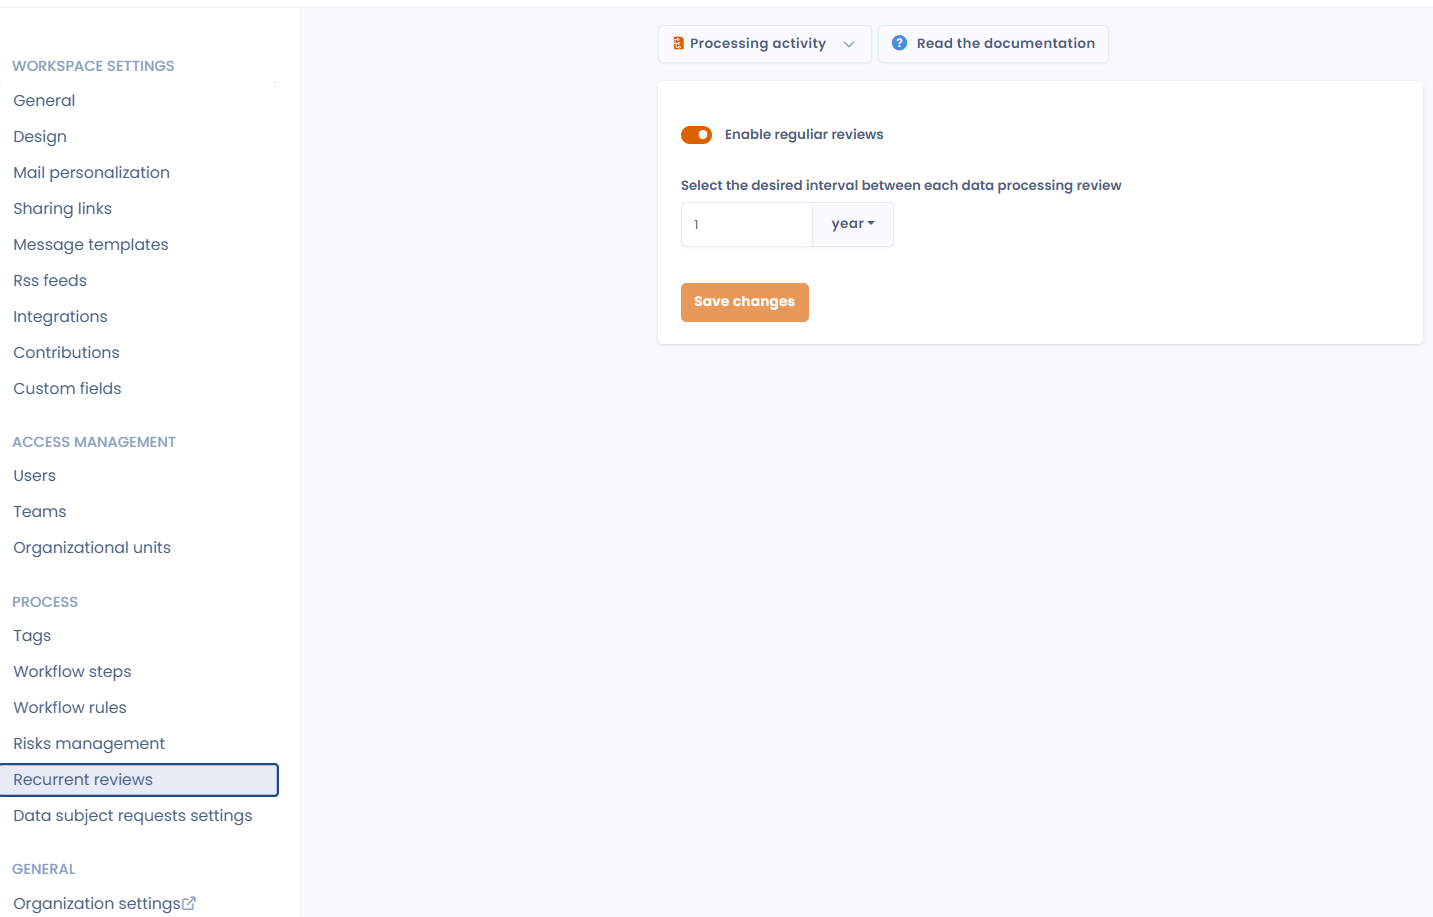 WORKSPACE SETTINGS
General
Design
Mail personalization
Sharing links
Message templates
Rss feeds
Integrations
Contributions
Custom fields
ACCESS MANAGEMENT
Users
Teams
Organizational units
PROCESS
Tags
Workflow steps
Workflow rules
Risks management
Recurrent reviews
Data subject requests settings
GENERAL
Organization settings
Processing activity
? Read the documentation
Enable reguliar reviews
Select the desired interval between each data processing review
1 year
Save changes